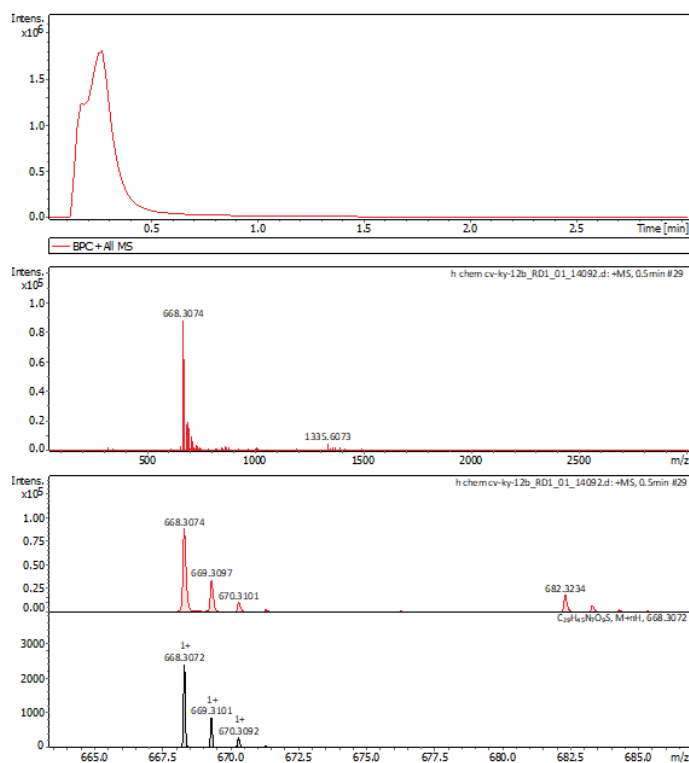 Intens.
x10⁶
1.5
1.0
0.5
0.0
0.5 1.0 1.5 2.0 2.5 Time [min]
BPC + All MS
Intens.
x10⁵
h chem cv-ky-12b_RD1_01_14092.d: +MS, 0.5min #29
1.0
0.8
0.6
0.4
0.2
0.0
668.3074
1335.6073
500 1000 1500 2000 2500 m/z
Intens.
x10⁵
h chem cv-ky-12b_RD1_01_14092.d: +MS, 0.5min #29
1.00
0.75
0.50
0.25
0.00
668.3074
669.3097
670.3101
682.3234
C₂₉H₄₅N₇O₉S, M+nH, 668.3072
3000
2000
1000
0
1+
668.3072
1+
669.3101
1+
670.3092
665.0 667.5 670.0 672.5 675.0 677.5 680.0 682.5 685.0 m/z